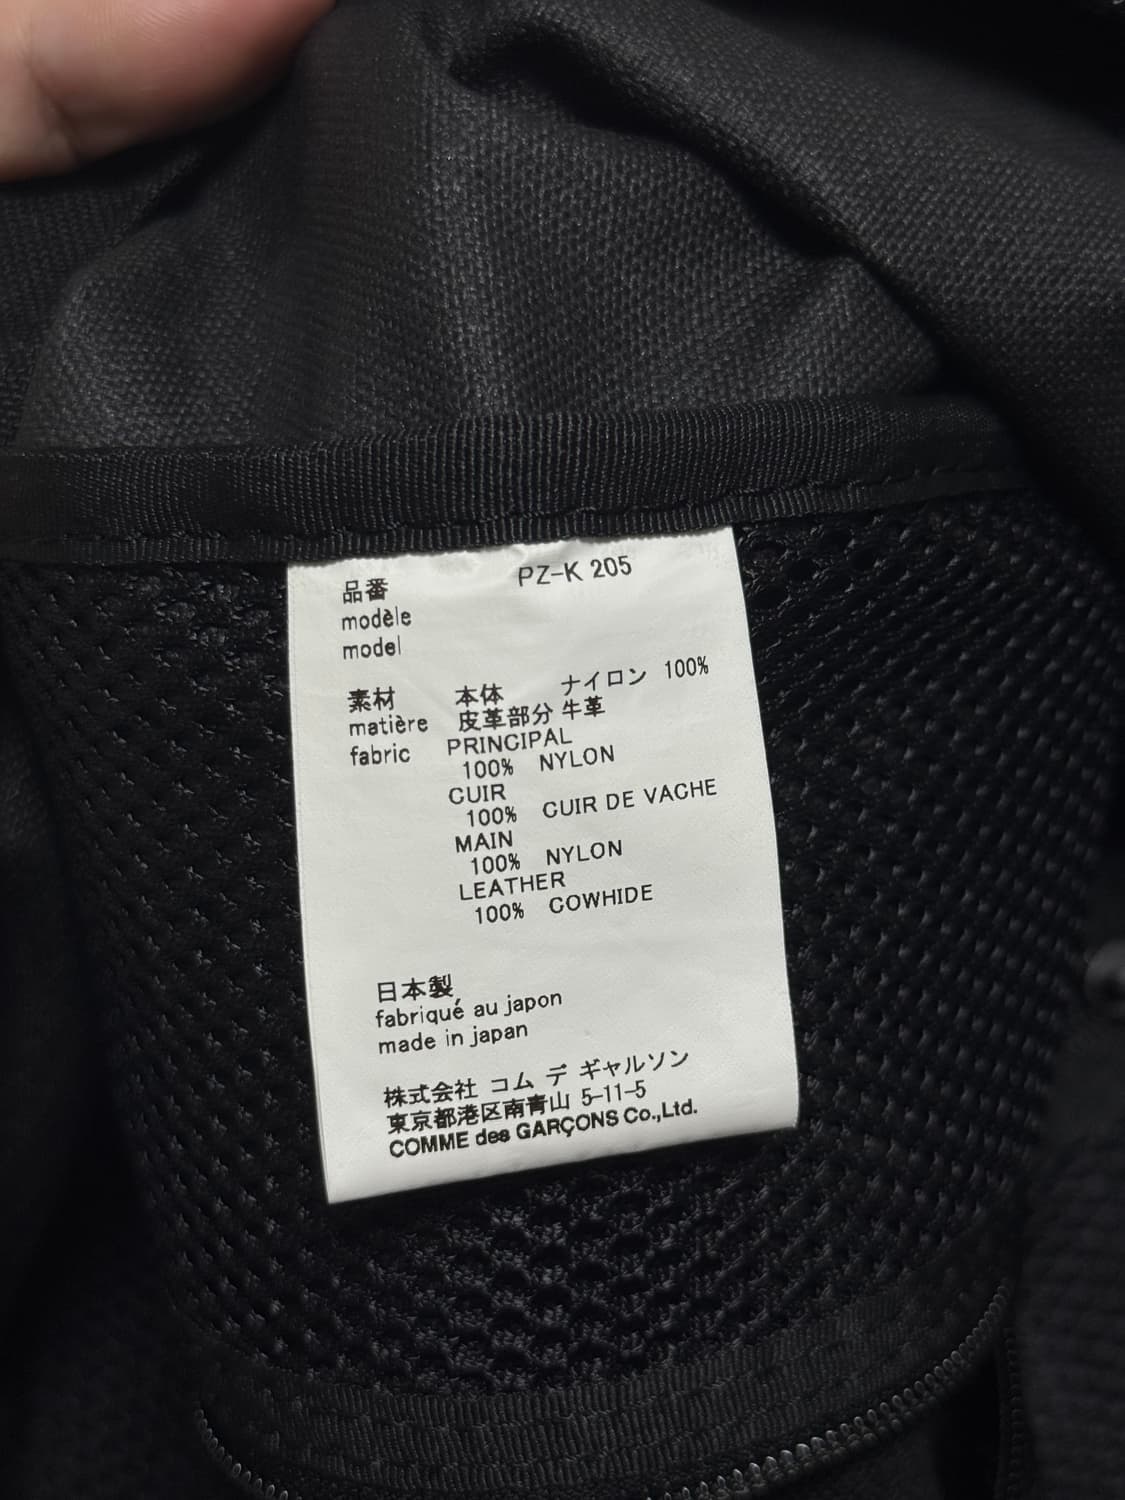 品番 PZ-K 205
modèle
model
素材 本体 ナイロン 100%
matière 皮革部分 牛革
fabric PRINCIPAL
100% NYLON
CUIR
100% CUIR DE VACHE
MAIN
100% NYLON
LEATHER
100% COWHIDE
日本製
fabriqué au japon
made in japan
株式会社 コム デ ギャルソン
東京都港区南青山 5-11-5
COMME des GARÇONS Co.,Ltd.